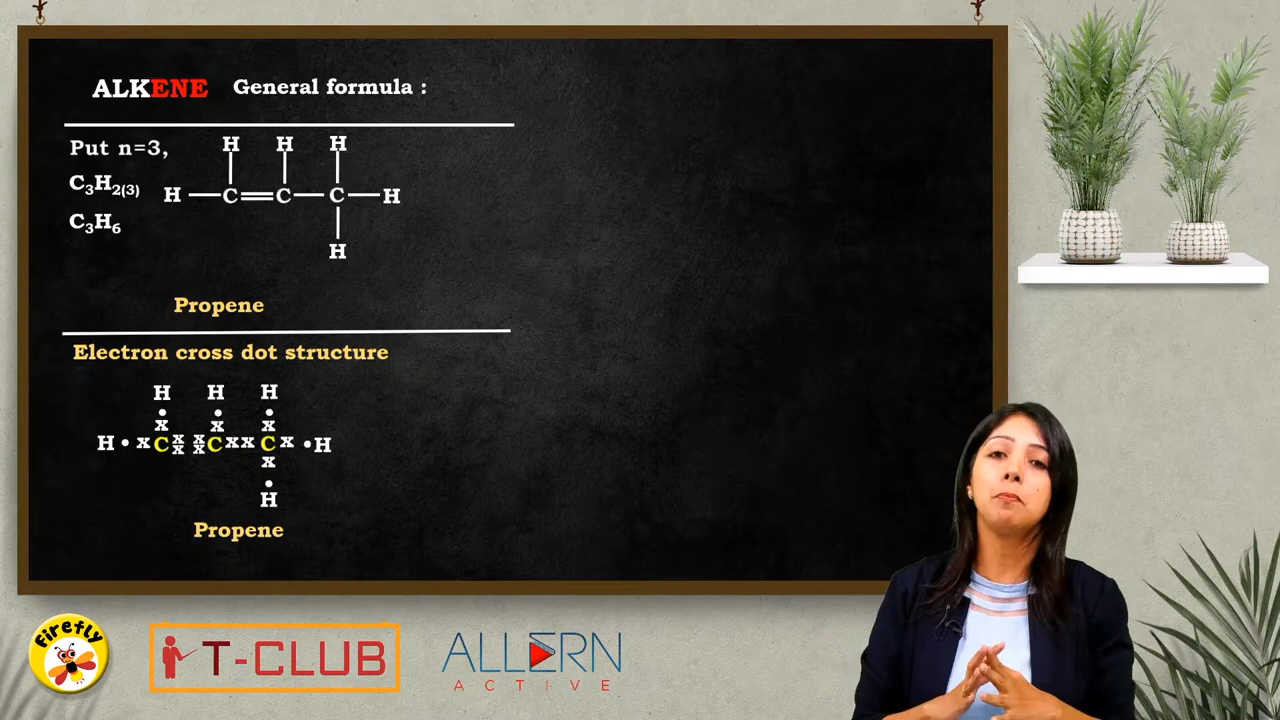 ALKENE General formula :
Put n=3,
C₃H₂₍₃₎
C₃H₆
H H H
H—C=C—C—H
H
Propene
Electron cross dot structure
H H H
• • •
x x x
H • x C x x C x x C x • H
x x x
•
H
Propene
Firefly
T-CLUB
ALLERN
ACTIVE